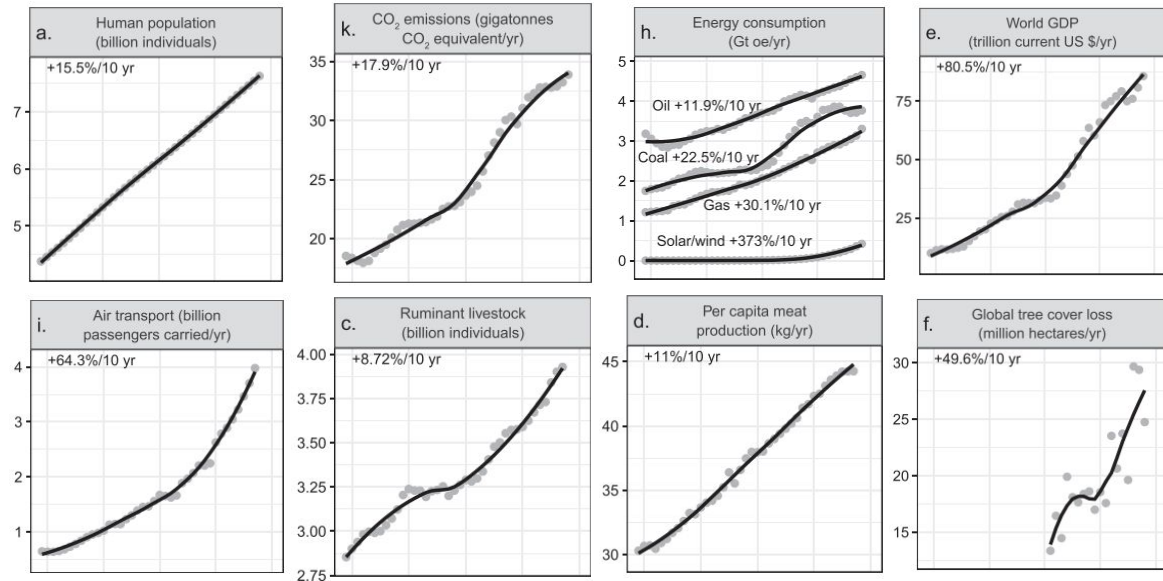 a.
Human population
(billion individuals)
+15.5%/10 yr
7
6
5
k.
CO₂ emissions (gigatonnes
CO₂ equivalent/yr)
+17.9%/10 yr
35
30
25
20
h.
Energy consumption
(Gt oe/yr)
5
4
3
2
1
0
Oil +11.9%/10 yr
Coal +22.5%/10 yr
Gas +30.1%/10 yr
Solar/wind +373%/10 yr
e.
World GDP
(trillion current US $/yr)
+80.5%/10 yr
75
50
25
i.
Air transport (billion
passengers carried/yr)
+64.3%/10 yr
4
3
2
1
c.
Ruminant livestock
(billion individuals)
+8.72%/10 yr
4.00
3.75
3.50
3.25
3.00
2.75
d.
Per capita meat
production (kg/yr)
+11%/10 yr
45
40
35
30
f.
Global tree cover loss
(million hectares/yr)
+49.6%/10 yr
30
25
20
15